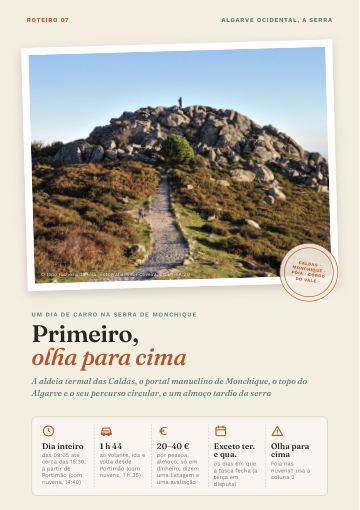 ROTEIRO 07
ALGARVE OCIDENTAL, A SERRA
CALDAS ·
MONCHIQUE ·
FÓIA · CORGO
DO VALE ·
UM DIA DE CARRO NA SERRA DE MONCHIQUE
Primeiro,
olha para cima
A aldeia termal das Caldas, o portal manuelino de Monchique, o topo do
Algarve e o seu percurso circular, e um almoço tardio na serra
Dia inteiro
das 09:05 até
cerca das 15:30,
a partir de
Portimão (com
nuvens, 14:40)
1 h 44
ao volante, ida e
volta desde
Portimão (com
nuvens, 1 h 35)
€
20–40 €
por pessoa,
almoço; só em
dinheiro, dizem
uma listagem e
uma avaliação
Exceto ter.
e qua.
os dias em que
a tasca fecha (a
terça em
disputa)
Olha para
cima
Fóia nas
nuvens? usa a
coluna 2